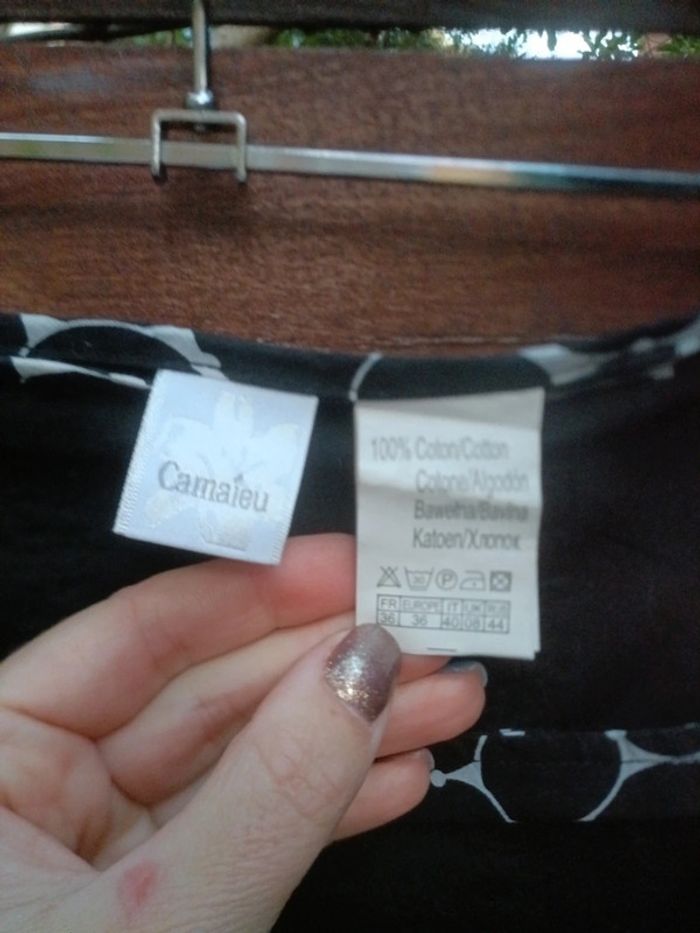 Camaïeu
100% Coton/Cotton
Cotone/Algodón
Bawełna/Bavlna
Katoen/Хлопок
30
P
FR EUROPE IT UK RUS
36 36 40 08 44